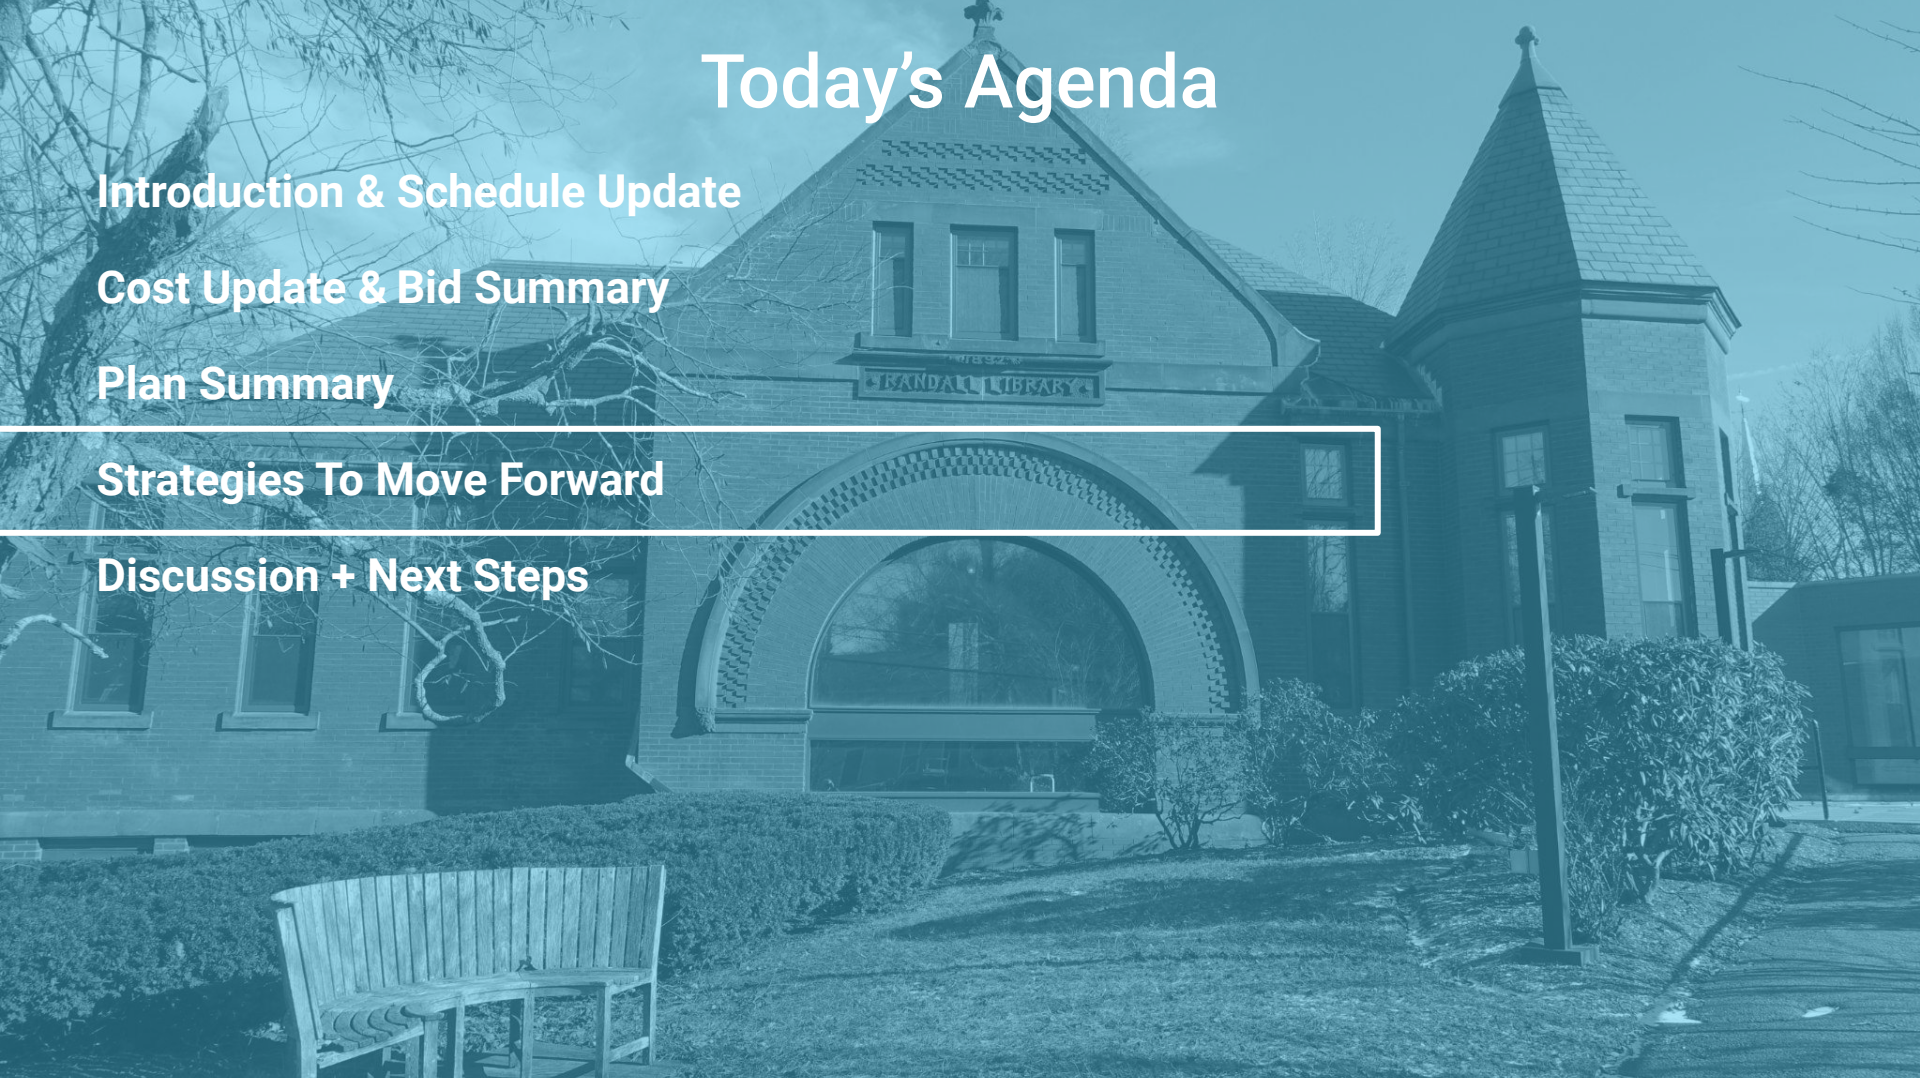 Today’s Agenda
Introduction & Schedule Update
Cost Update & Bid Summary
Plan Summary
1892
RANDALL LIBRARY
Strategies To Move Forward
Discussion + Next Steps